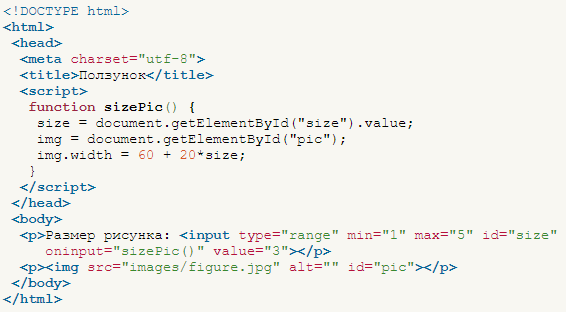 <!DOCTYPE html>
<html>
<head>
<meta charset="utf-8">
<title>Ползунок</title>
<script>
function sizePic() {
size = document.getElementById("size").value;
img = document.getElementById("pic");
img.width = 60 + 20*size;
}
</script>
</head>
<body>
<p>Размер рисунка: <input type="range" min="1" max="5" id="size"
oninput="sizePic()" value="3"></p>
<p><img src="images/figure.jpg" alt="" id="pic"></p>
</body>
</html>